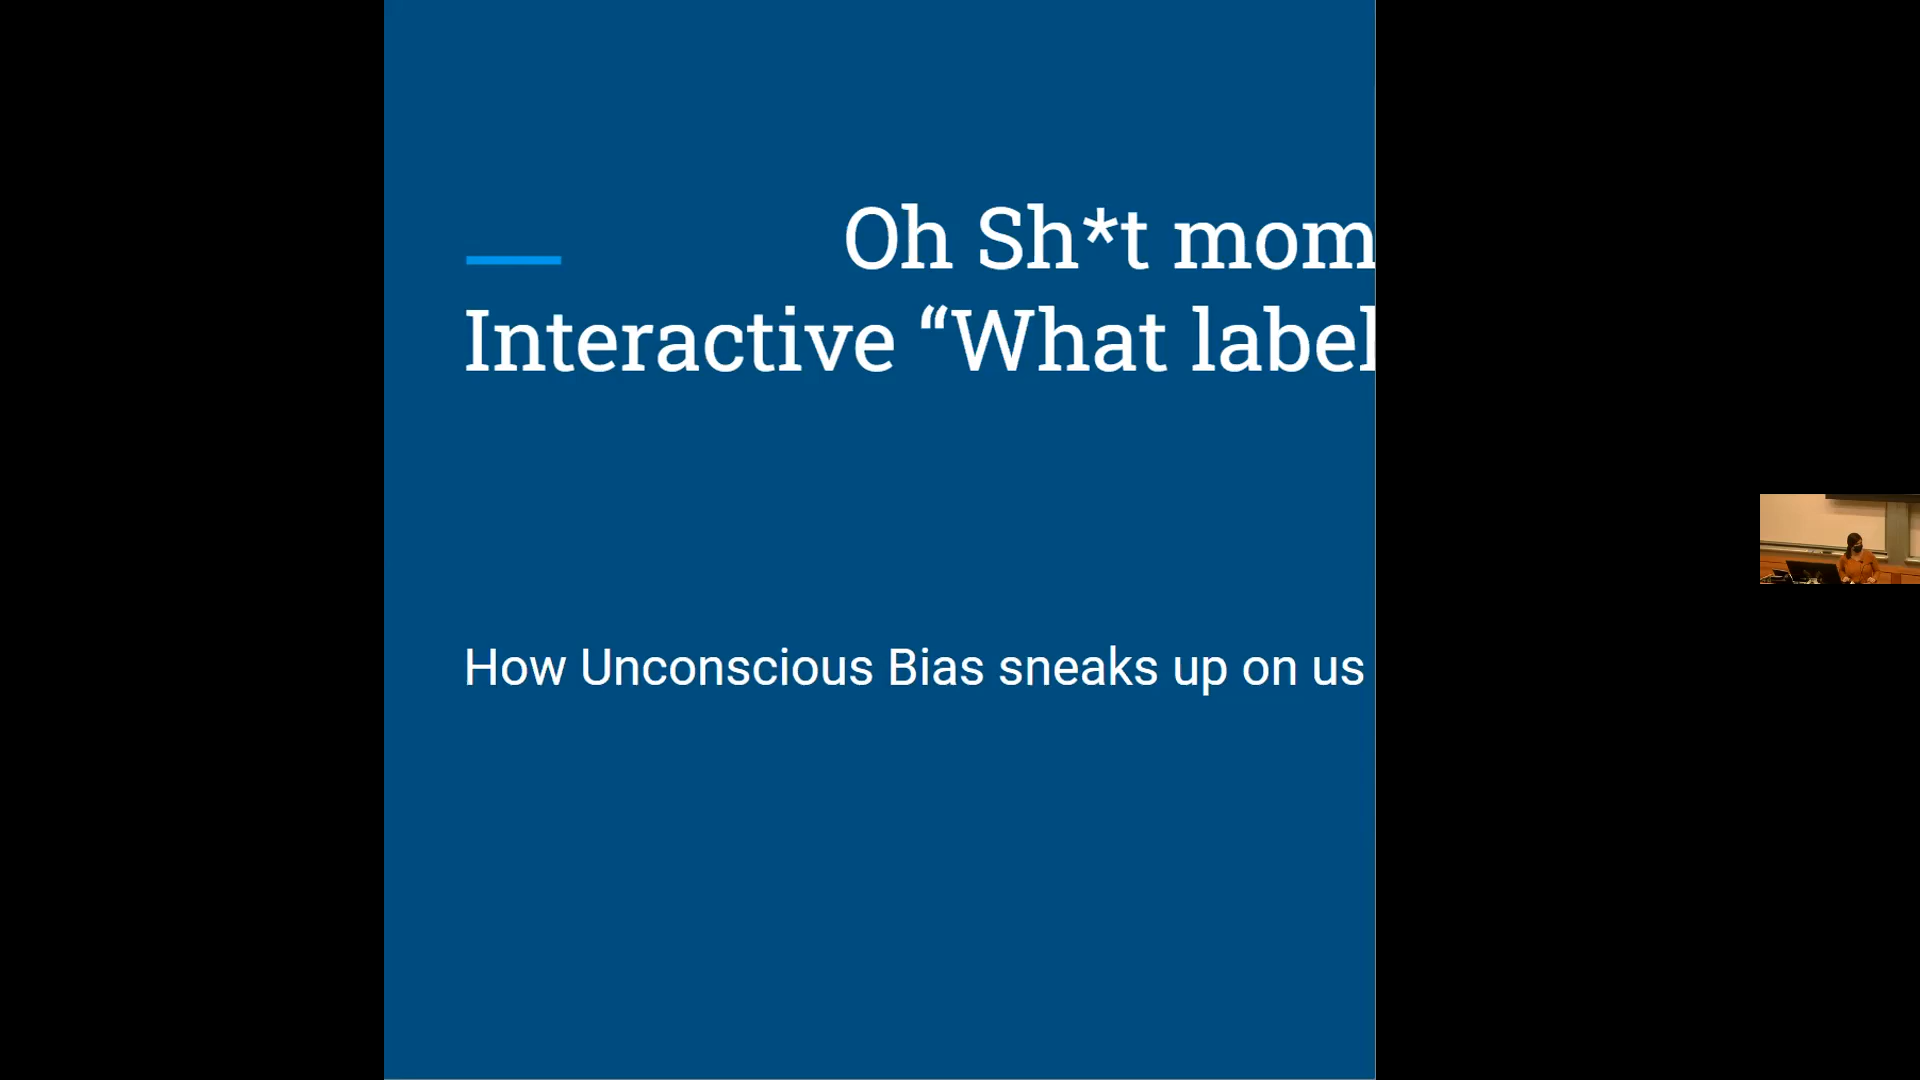 Oh Sh*t mom
Interactive “What label
How Unconscious Bias sneaks up on us